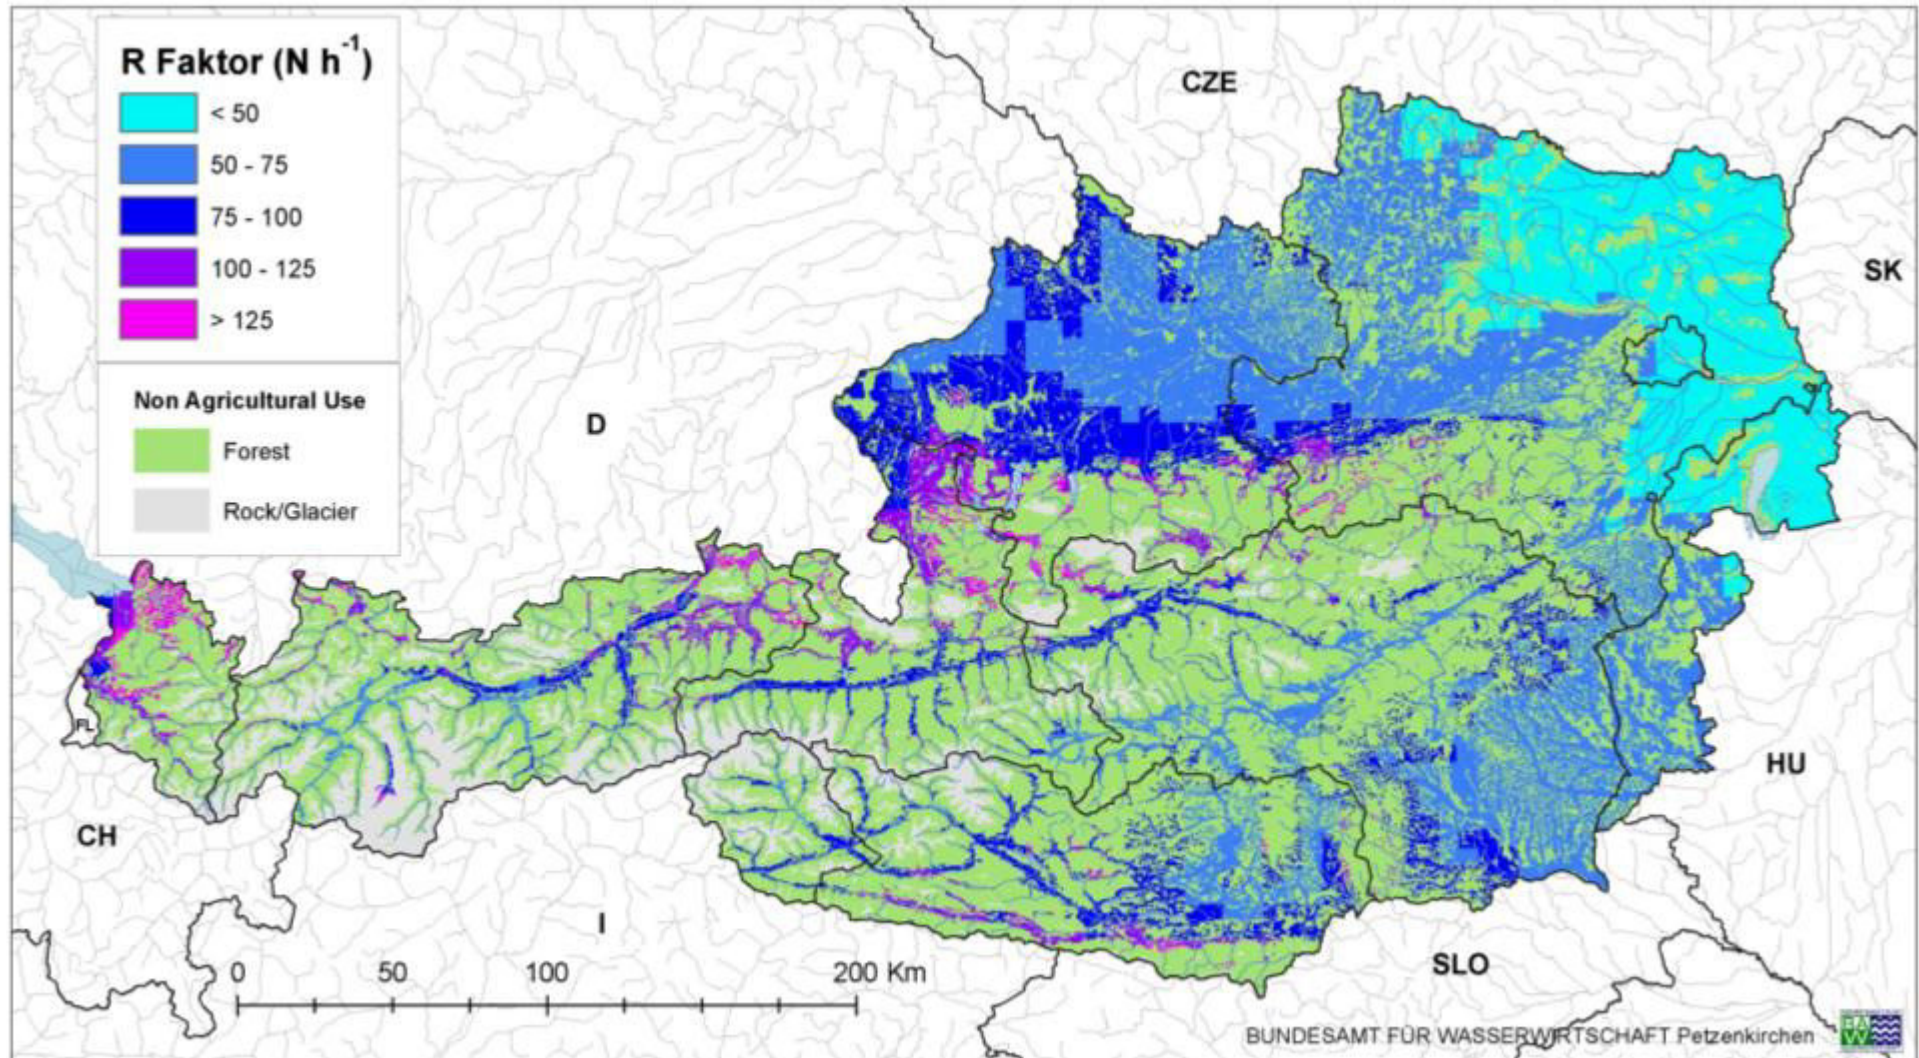 R Faktor (N h⁻¹)
< 50
50 - 75
75 - 100
100 - 125
> 125
Non Agricultural Use
Forest
Rock/Glacier
CZE
SK
D
FL
CH
HU
I
SLO
0 50 100 200 Km
BUNDESAMT FÜR WASSERWIRTSCHAFT Petzenkirchen
BAW